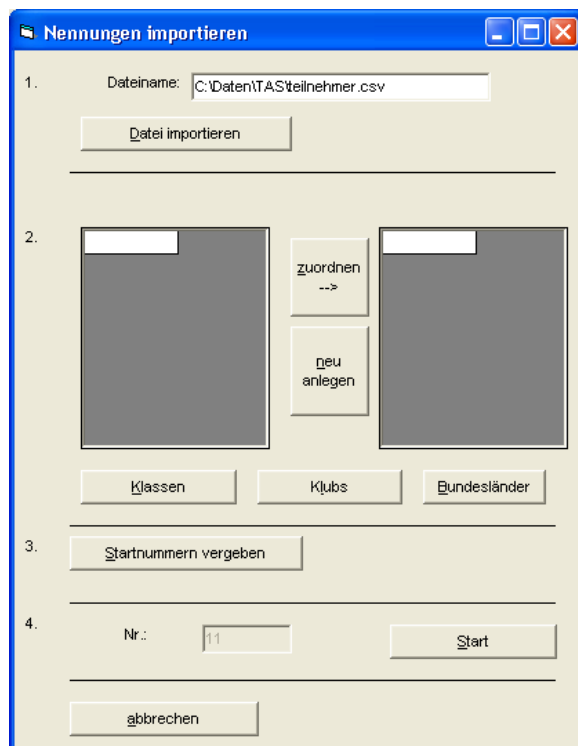 Nennungen importieren
1. Dateiname: C:\Daten\TAS\teilnehmer.csv
Datei importieren
2.
zuordnen
-->
neu
anlegen
Klassen Klubs Bundesländer
3. Startnummern vergeben
4. Nr.: 11 Start
abbrechen